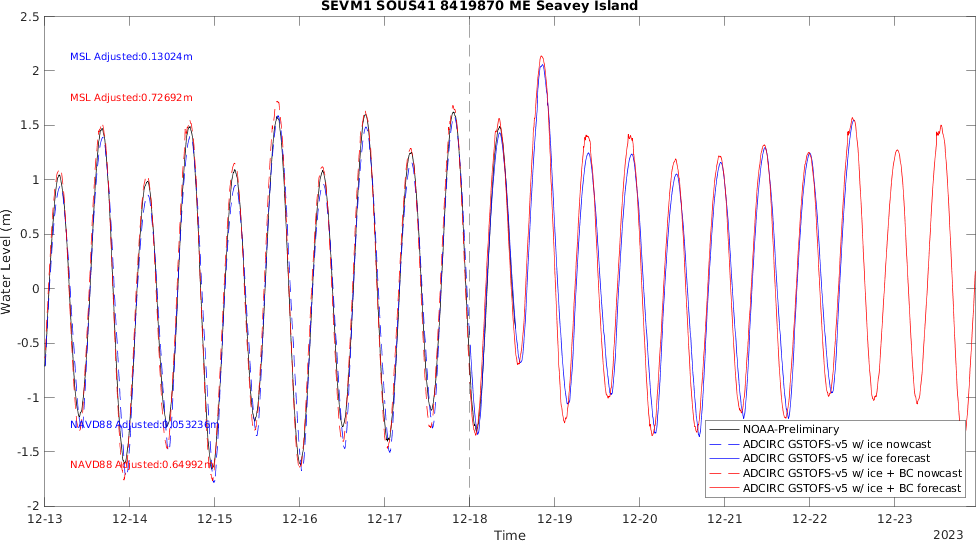 SEVM1 SOUS41 8419870 ME Seavey Island
2.5
2
1.5
1
0.5
0
-0.5
-1
-1.5
-2
Water Level (m)
MSL Adjusted:0.13024m
MSL Adjusted:0.72692m
NAVD88 Adjusted:0.053236m
NAVD88 Adjusted:0.64992m
NOAA-Preliminary
ADCIRC GSTOFS-v5 w/ ice nowcast
ADCIRC GSTOFS-v5 w/ ice forecast
ADCIRC GSTOFS-v5 w/ ice + BC nowcast
ADCIRC GSTOFS-v5 w/ ice + BC forecast
12-13 12-14 12-15 12-16 12-17 12-18 12-19 12-20 12-21 12-22 12-23
Time
2023